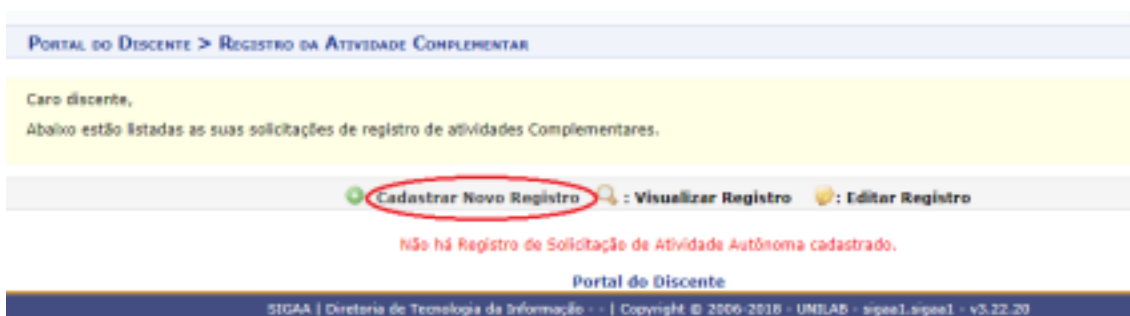 PORTAL DO DISCENTE > REGISTRO DA ATIVIDADE COMPLEMENTAR
Caro discente,
Abaixo estão listadas as suas solicitações de registro de atividades Complementares.
Cadastrar Novo Registro : Visualizar Registro : Editar Registro
Não há Registro de Solicitação de Atividade Autônoma cadastrado.
Portal do Discente
SIGAA | Diretoria de Tecnologia da Informação - - | Copyright © 2006-2018 - UNILAB - sigaa1.sigaa1 - v3.22.20